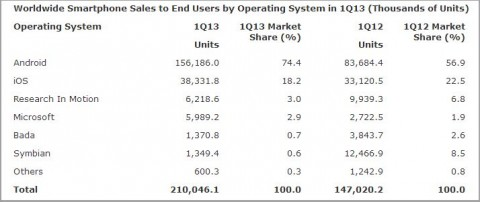 Worldwide Smartphone Sales to End Users by Operating System in 1Q13 (Thousands of Units)
Operating System 1Q13 1Q13 Market 1Q12 1Q12 Market
Units Share (%) Units Share (%)
Android 156,186.0 74.4 83,684.4 56.9
iOS 38,331.8 18.2 33,120.5 22.5
Research In Motion 6,218.6 3.0 9,939.3 6.8
Microsoft 5,989.2 2.9 2,722.5 1.9
Bada 1,370.8 0.7 3,843.7 2.6
Symbian 1,349.4 0.6 12,466.9 8.5
Others 600.3 0.3 1,242.9 0.8
Total 210,046.1 100.0 147,020.2 100.0